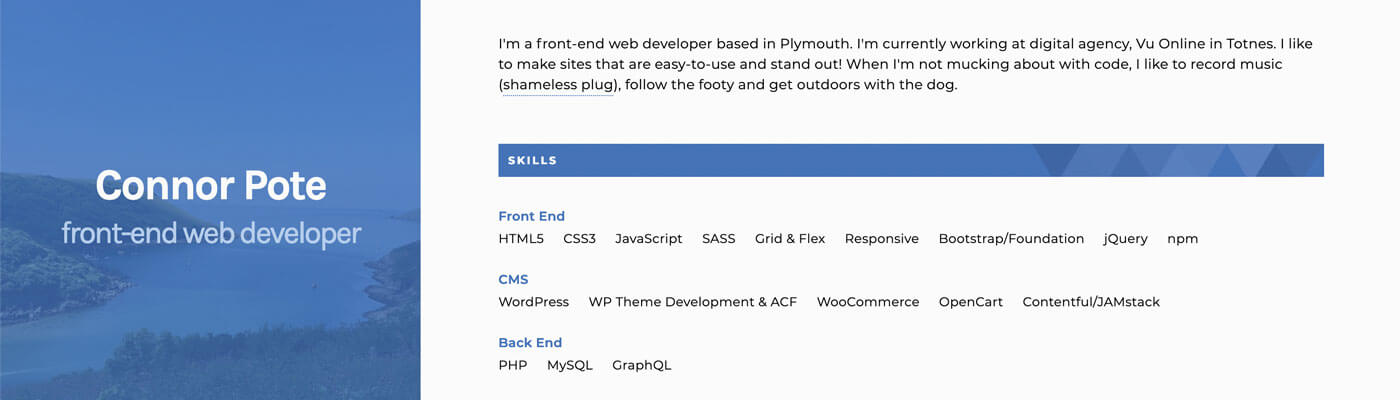 Connor Pote
front-end web developer
I'm a front-end web developer based in Plymouth. I'm currently working at digital agency, Vu Online in Totnes. I like
to make sites that are easy-to-use and stand out! When I'm not mucking about with code, I like to record music
(shameless plug), follow the footy and get outdoors with the dog.
SKILLS
Front End
HTML5 CSS3 JavaScript SASS Grid & Flex Responsive Bootstrap/Foundation jQuery npm
CMS
WordPress WP Theme Development & ACF WooCommerce OpenCart Contentful/JAMstack
Back End
PHP MySQL GraphQL